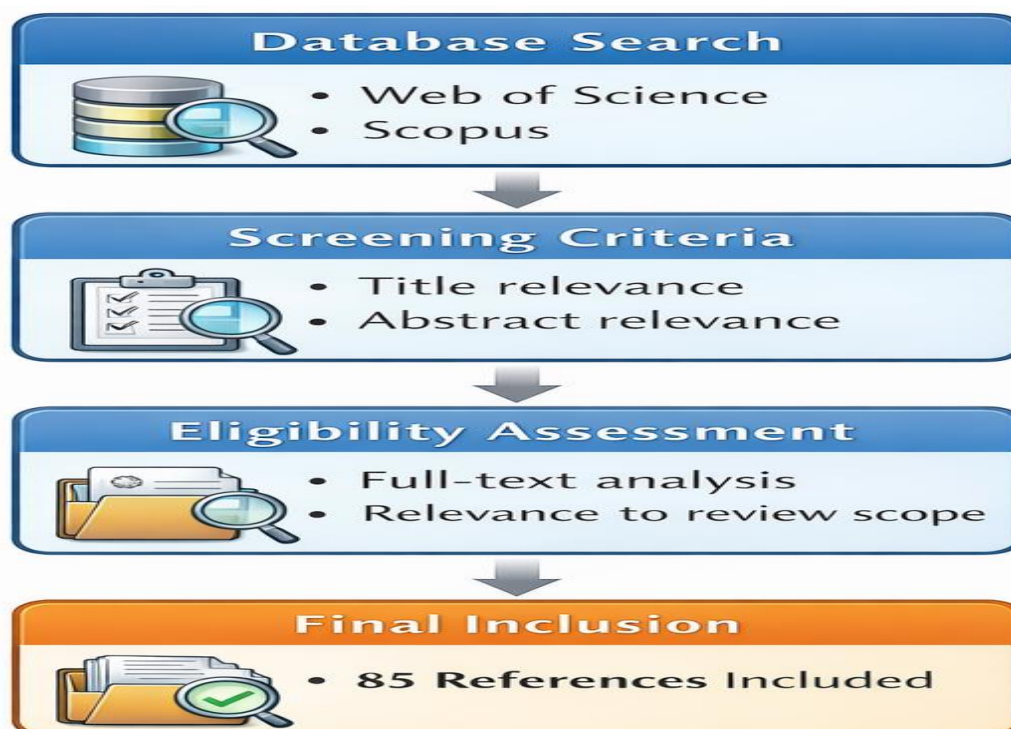 Database Search
• Web of Science
• Scopus
Screening Criteria
• Title relevance
• Abstract relevance
Eligibility Assessment
• Full-text analysis
• Relevance to review scope
Final Inclusion
• 85 References Included